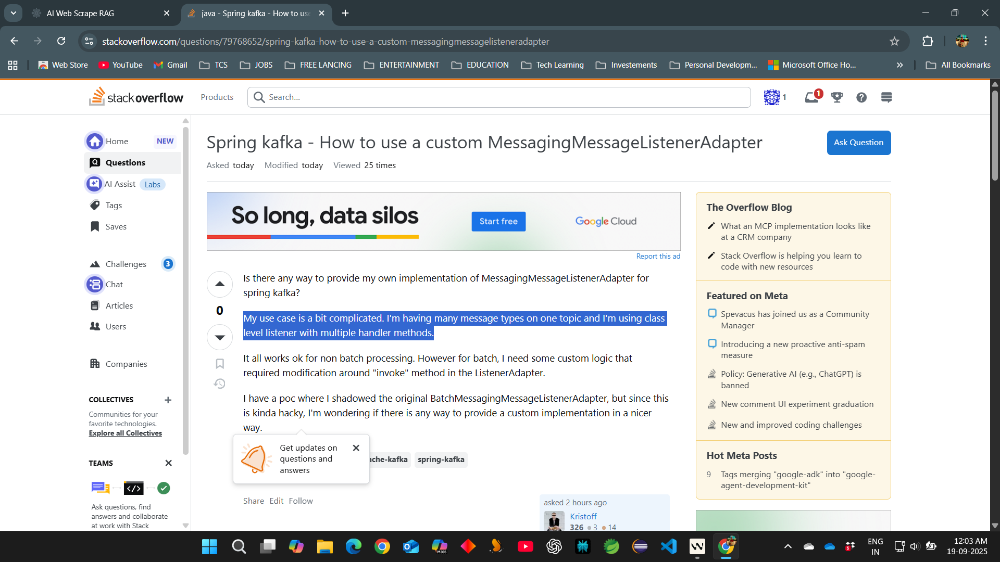 AI Web Scrape RAG
java - Spring kafka - How to use
stackoverflow.com/questions/79768652/spring-kafka-how-to-use-a-custom-messagingmessagelisteneradapter
Web Store
YouTube
Gmail
TCS
JOBS
FREE LANCING
ENTERTAINMENT
EDUCATION
Tech Learning
Investements
Personal Developm...
Microsoft Office Ho...
All Bookmarks
stackoverflow
Products
Search...
1
1
Home
NEW
Questions
AI Assist
Labs
Tags
Saves
Challenges
3
Chat
Articles
Users
Companies
COLLECTIVES
Communities for your
favorite technologies.
Explore all Collectives
TEAMS
Ask questions, find
answers and collaborate
at work with Stack
Spring kafka - How to use a custom MessagingMessageListenerAdapter
Ask Question
Asked today Modified today Viewed 25 times
So long, data silos
Start free
Google Cloud
Report this ad
Is there any way to provide my own implementation of MessagingMessageListenerAdapter for
spring kafka?
0
My use case is a bit complicated. I'm having many message types on one topic and I'm using class
level listener with multiple handler methods.
It all works ok for non batch processing. However for batch, I need some custom logic that
required modification around "invoke" method in the ListenerAdapter.
I have a poc where I shadowed the original BatchMessagingMessageListenerAdapter, but since this
is kinda hacky, I'm wondering if there is any way to provide a custom implementation in a nicer
way.
Get updates on
questions and
answers
ache-kafka
spring-kafka
Share Edit Follow
asked 2 hours ago
Kristoff
326 3 14
The Overflow Blog
What an MCP implementation looks like
at a CRM company
Stack Overflow is helping you learn to
code with new resources
Featured on Meta
Spevacus has joined us as a Community
Manager
Introducing a new proactive anti-spam
measure
Policy: Generative AI (e.g., ChatGPT) is
banned
New comment UI experiment graduation
New and improved coding challenges
Hot Meta Posts
9 Tags merging "google-adk" into "google-
agent-development-kit"
M365
5
ENG
IN
12:03 AM
19-09-2025